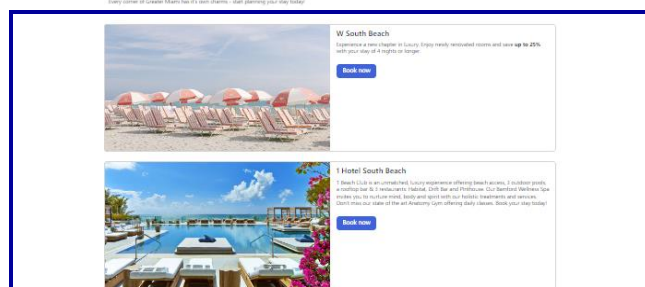 Every corner of Greater Miami has it's own charms - start planning your stay today!
W South Beach
Experience a new chapter in luxury. Enjoy newly renovated rooms and save up to 25%
with your stay of 4 nights or longer.
Book now
1 Hotel South Beach
1 Beach Club is an unmatched, luxury experience offering beach access, 3 outdoor pools,
a rooftop bar & 3 restaurants: Habitat, Drift Bar and Plnthouse. Our Bamford Wellness Spa
invites you to nurture mind, body and spirit with our holistic treatments and services.
Don't miss our state of the art Anatomy Gym offering daily classes. Book your stay today!
Book now